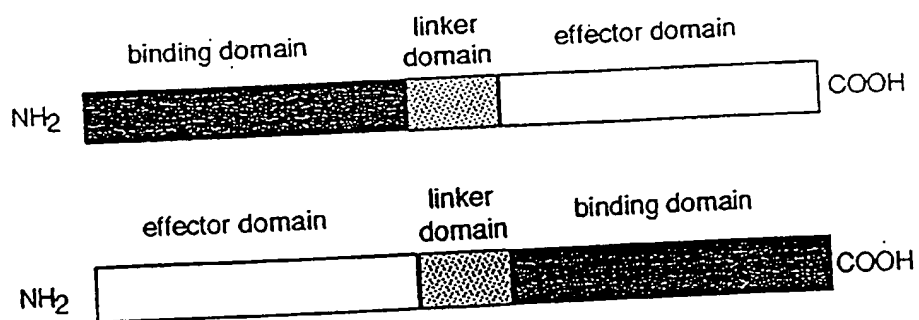 binding domain
linker
domain
effector domain
NH2
COOH
effector domain
linker
domain
binding domain
NH2
COOH